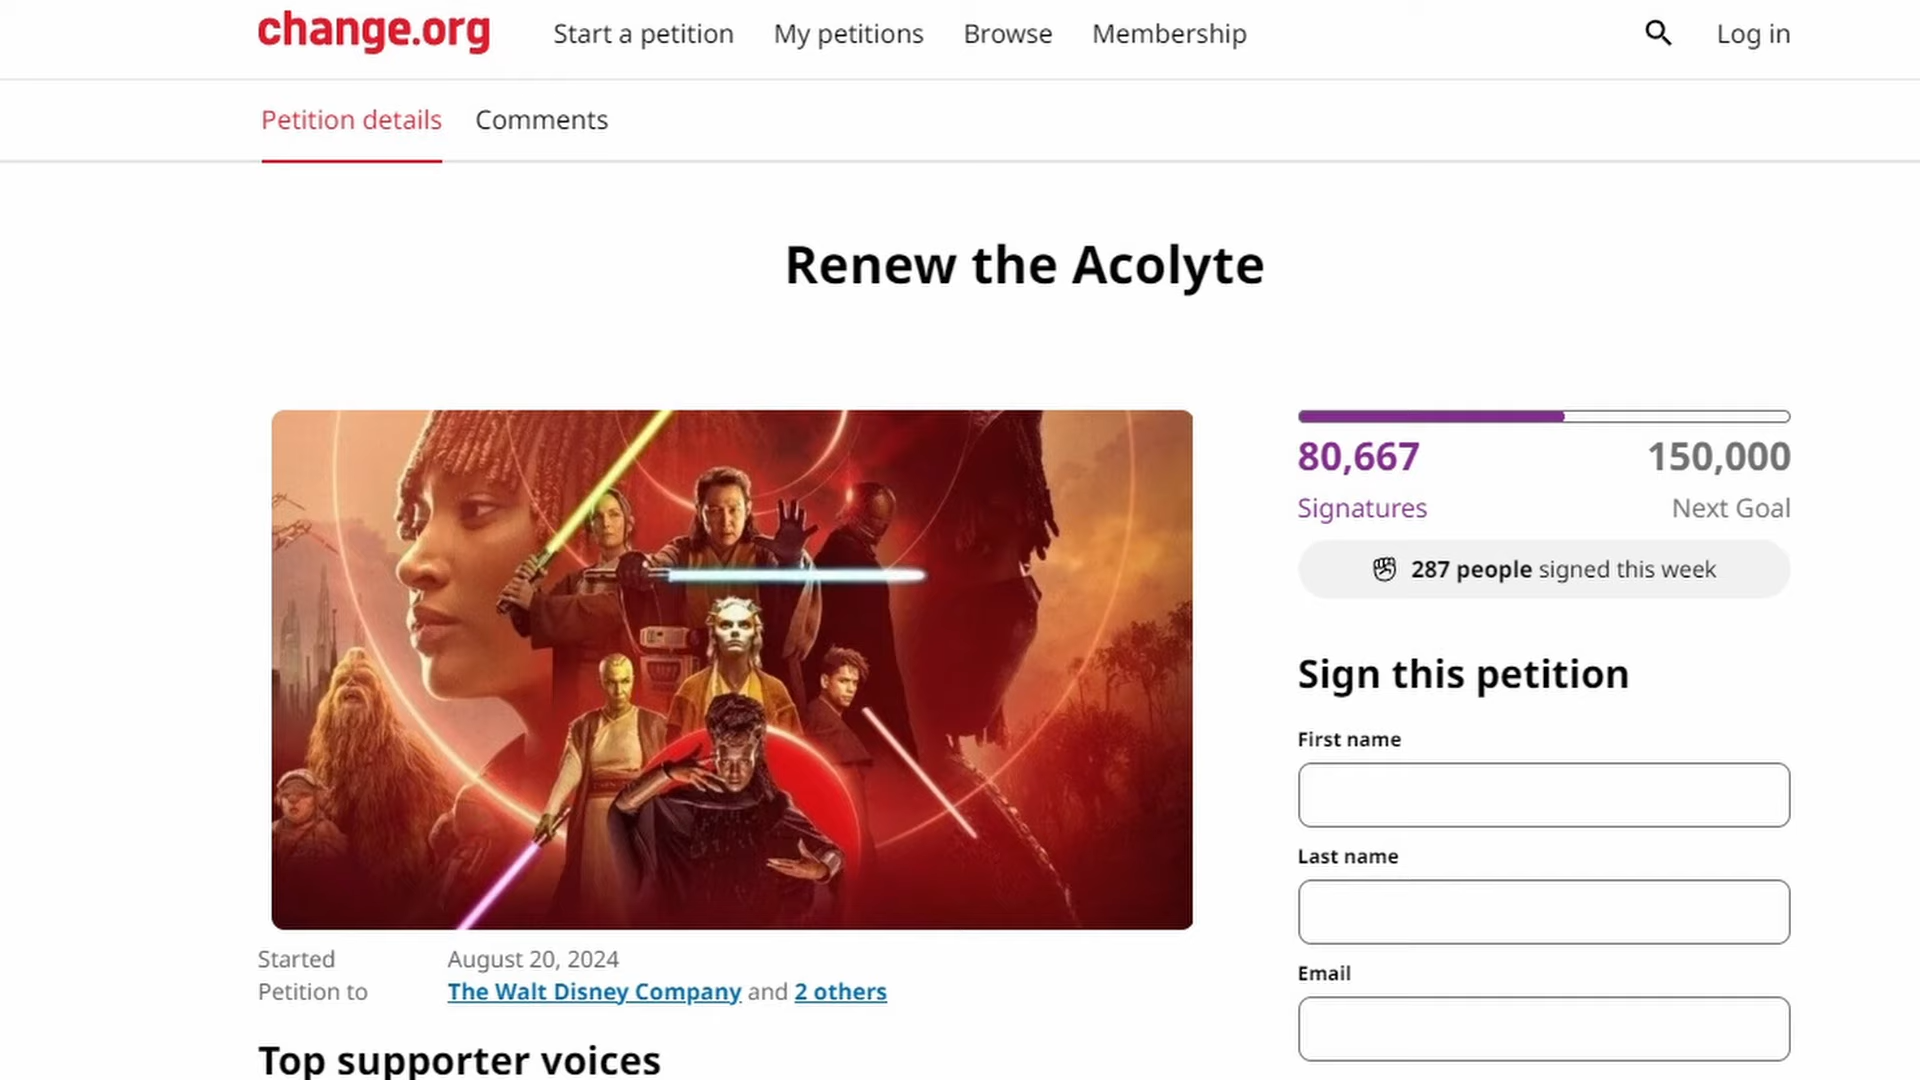 change.org
Start a petition
My petitions
Browse
Membership
Log in
Petition details
Comments
Renew the Acolyte
80,667
150,000
Signatures
Next Goal
287 people signed this week
Sign this petition
First name
Last name
Email
Started August 20, 2024
Petition to The Walt Disney Company and 2 others
Top supporter voices